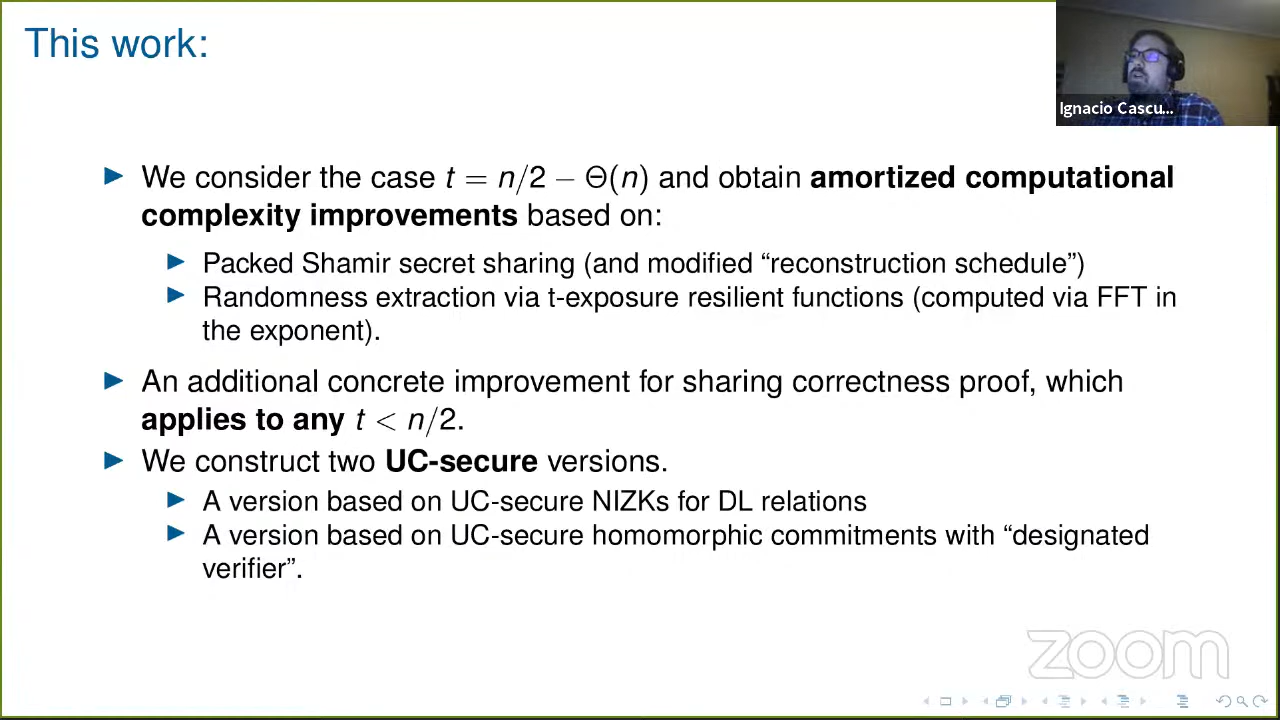 This work:
Ignacio Cascu...
▶ We consider the case t = n/2 − Θ(n) and obtain amortized computational
complexity improvements based on:
▶ Packed Shamir secret sharing (and modified “reconstruction schedule”)
▶ Randomness extraction via t-exposure resilient functions (computed via FFT in
the exponent).
▶ An additional concrete improvement for sharing correctness proof, which
applies to any t < n/2.
▶ We construct two UC-secure versions.
▶ A version based on UC-secure NIZKs for DL relations
▶ A version based on UC-secure homomorphic commitments with “designated
verifier”.
zoom